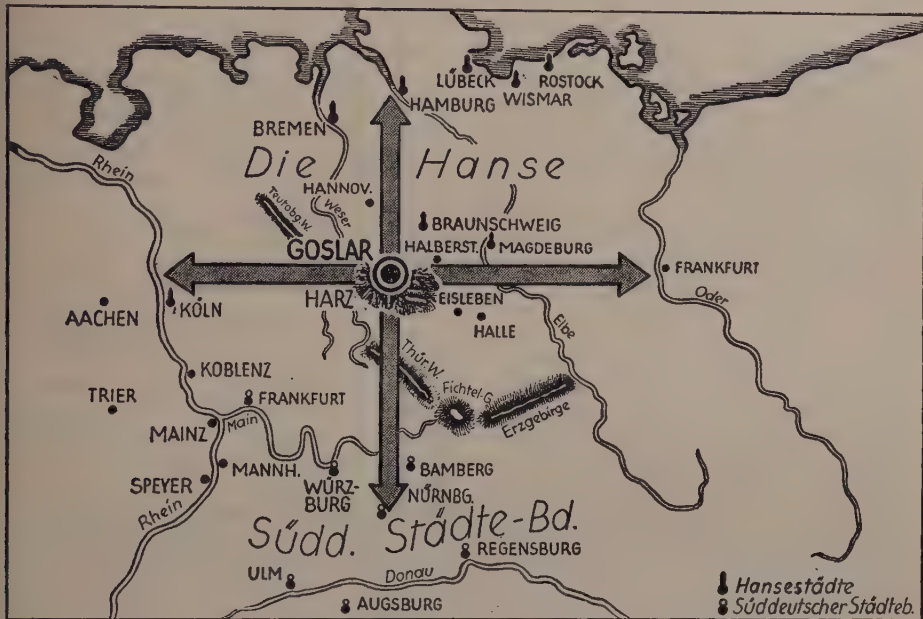 LÜBECK
ROSTOCK
WISMAR
HAMBURG
BREMEN
Rhein
Die Hanse
HANNOV.
Teutobg.W.
Weser
BRAUNSCHWEIG
GOSLAR
HALBERST.
MAGDEBURG
FRANKFURT
Oder
HARZ
EISLEBEN
HALLE
Elbe
AACHEN
KÖLN
KOBLENZ
Thür.W.
Fichtel-G.
Erzgebirge
TRIER
FRANKFURT
MAINZ
Main
MANNH.
SPEYER
WÜRZ-
BURG
BAMBERG
NÜRNBG.
Rhein
Südd. Städte-Bd.
REGENSBURG
ULM
Donau
AUGSBURG
Hansestädte
Süddeutscher Städteb.